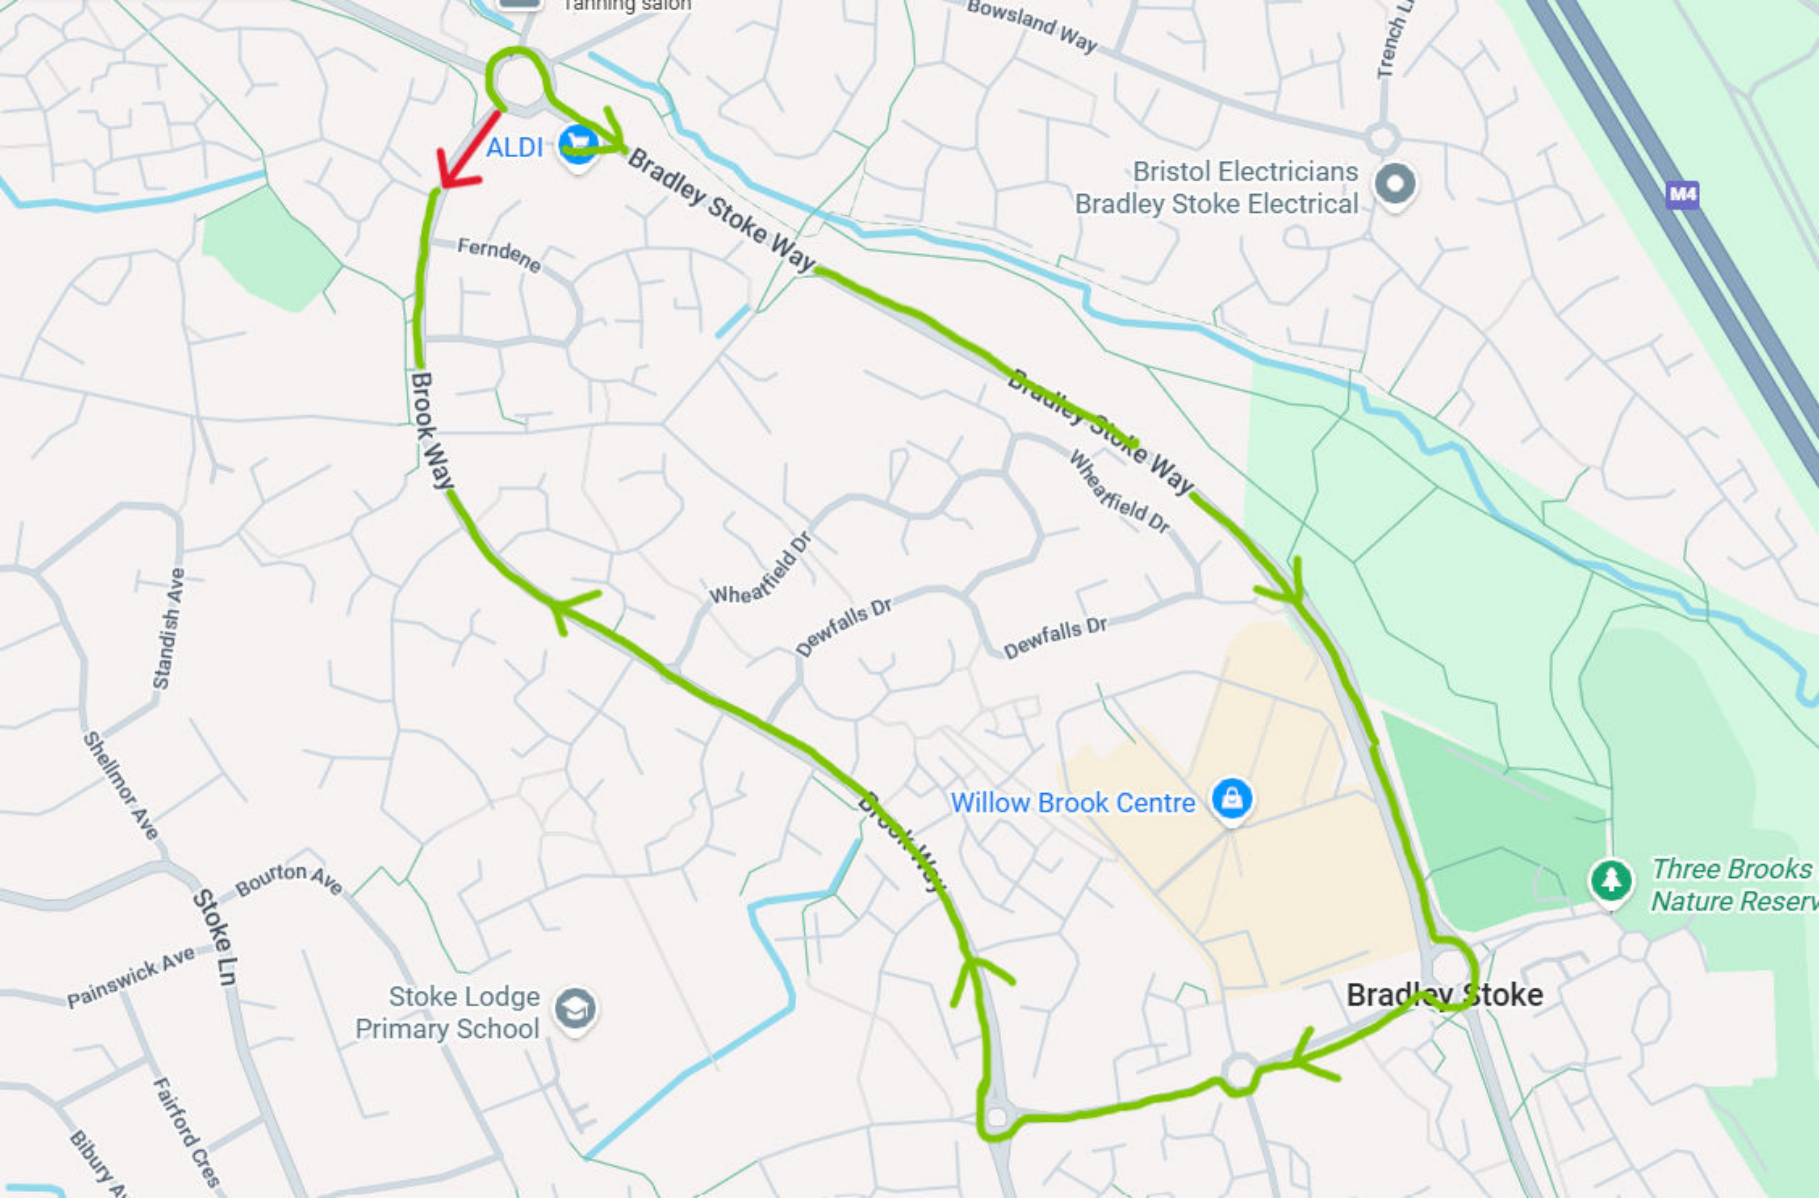 Tanning salon
Bowsland Way
Trench L
ALDI
Bradley Stoke Way
Bristol Electricians
Bradley Stoke Electrical
M4
Ferndene
Brook Way
Bradley Stoke Way
Wheatfield Dr
Wheatfield Dr
Dewfalls Dr
Dewfalls Dr
Standish Ave
Shellmor Ave
Brook Way
Willow Brook Centre
Three Brooks
Nature Reserv
Bourton Ave
Stoke Ln
Painswick Ave
Stoke Lodge
Primary School
Bradley Stoke
Fairford Cres
Bibury Av